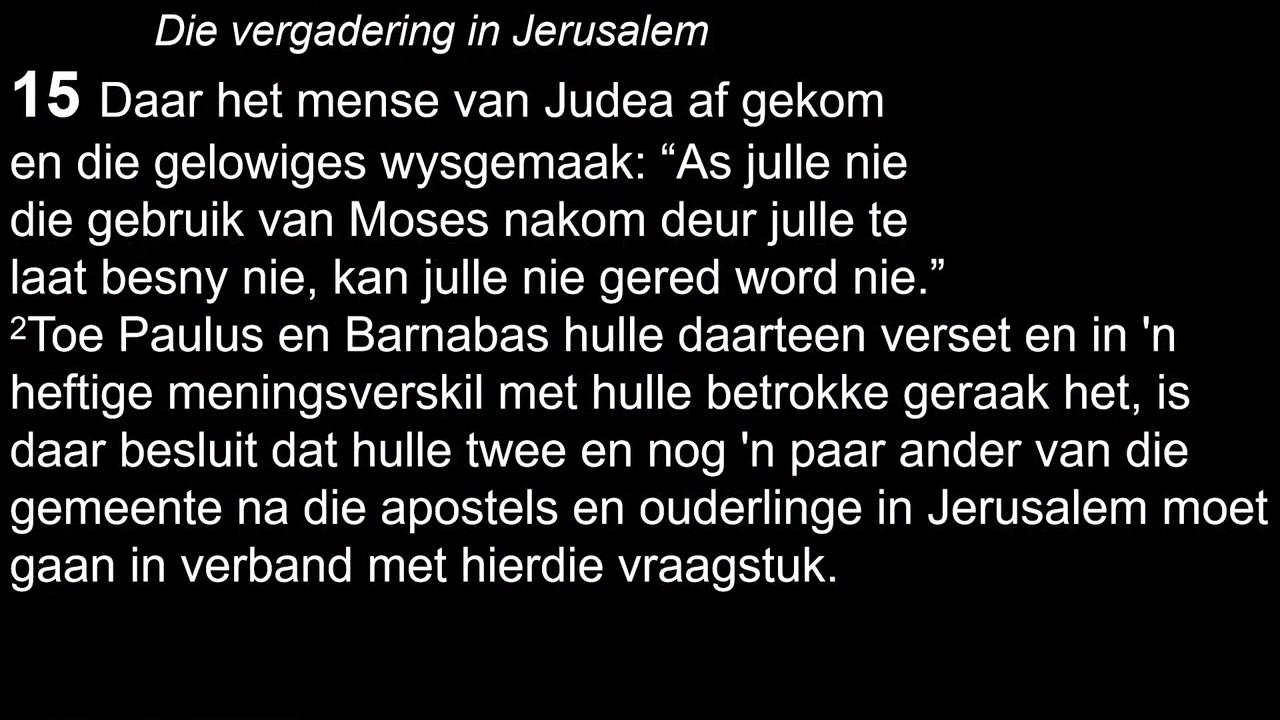 Die vergadering in Jerusalem
15 Daar het mense van Judea af gekom
en die gelowiges wysgemaak: “As julle nie
die gebruik van Moses nakom deur julle te
laat besny nie, kan julle nie gered word nie.”
²Toe Paulus en Barnabas hulle daarteen verset en in 'n
heftige meningsverskil met hulle betrokke geraak het, is
daar besluit dat hulle twee en nog 'n paar ander van die
gemeente na die apostels en ouderlinge in Jerusalem moet
gaan in verband met hierdie vraagstuk.